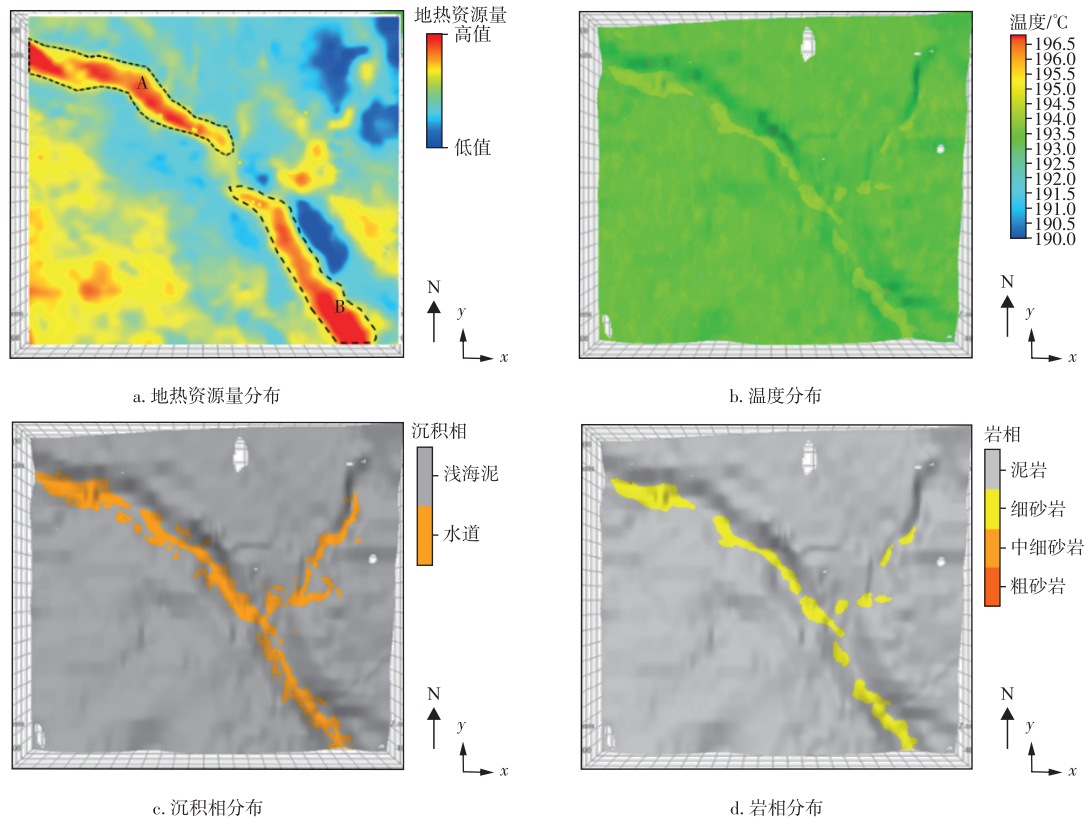 地热资源量
高值
低值
A
B
N
y
x
a. 地热资源量分布
温度/℃
196.5
196.0
195.5
195.0
194.5
194.0
193.5
193.0
192.5
192.0
191.5
191.0
190.5
190.0
N
y
x
b. 温度分布
沉积相
浅海泥
水道
N
y
x
c. 沉积相分布
岩相
泥岩
细砂岩
中细砂岩
粗砂岩
N
y
x
d. 岩相分布